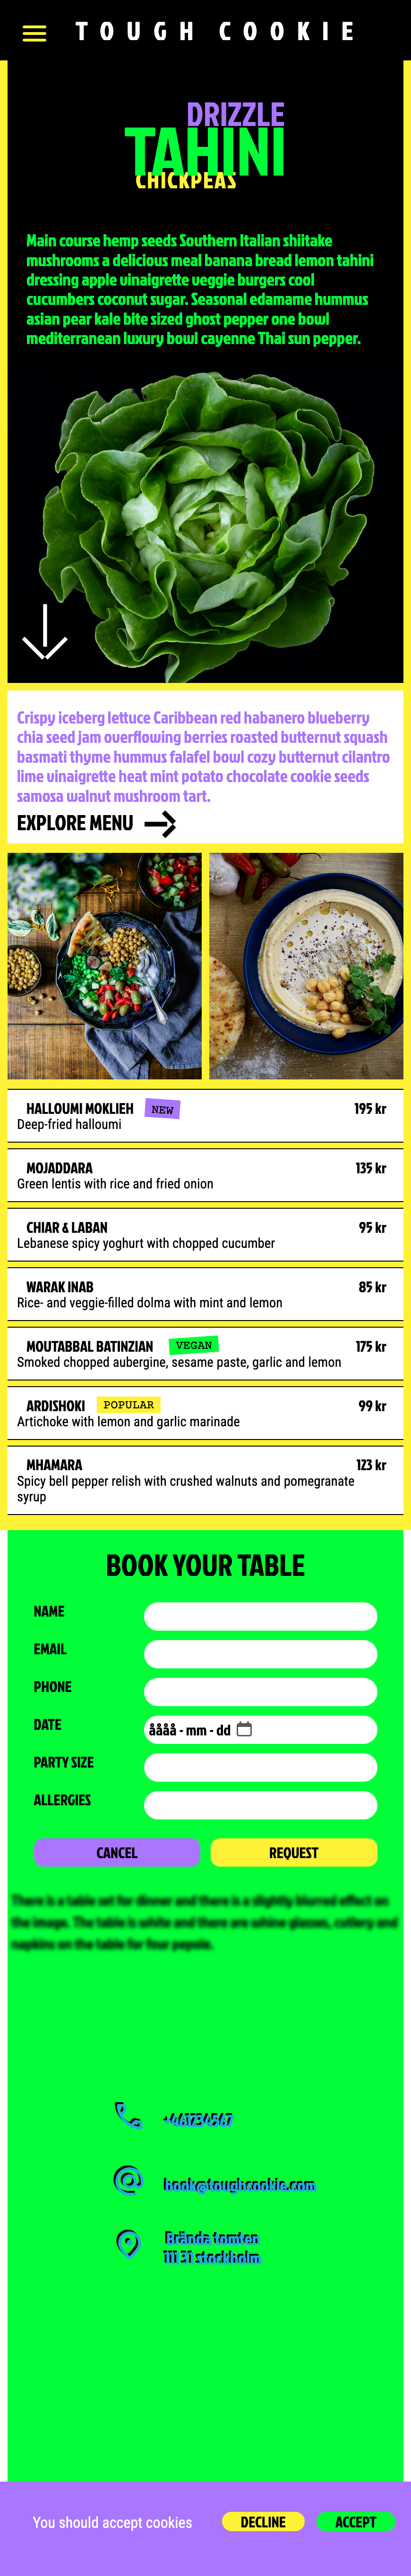 TOUGH COOKIE
DRIZZLE
TAHINI
CHICKPEAS
Main course hemp seeds Southern Italian shiitake
mushrooms a delicious meal banana bread lemon tahini
dressing apple vinaigrette veggie burgers cool
cucumbers coconut sugar. Seasonal edamame hummus
asian pear kale bite sized ghost pepper one bowl
mediterranean luxury bowl cayenne Thai sun pepper.
Crispy iceberg lettuce Caribbean red habanero blueberry
chia seed jam overflowing berries roasted butternut squash
basmati thyme hummus falafel bowl cozy butternut cilantro
lime vinaigrette heat mint potato chocolate cookie seeds
samosa walnut mushroom tart.
EXPLORE MENU
HALLOUMI MOKLIEH NEW 195 kr
Deep-fried halloumi
MOJADDARA 135 kr
Green lentis with rice and fried onion
CHIAR & LABAN 95 kr
Lebanese spicy yoghurt with chopped cucumber
WARAK INAB 85 kr
Rice- and veggie-filled dolma with mint and lemon
MOUTABBAL BATINZIAN VEGAN 175 kr
Smoked chopped aubergine, sesame paste, garlic and lemon
ARDISHOKI POPULAR 99 kr
Artichoke with lemon and garlic marinade
MHAMARA 123 kr
Spicy bell pepper relish with crushed walnuts and pomegranate
syrup
BOOK YOUR TABLE
NAME
EMAIL
PHONE
DATE åååå - mm - dd
PARTY SIZE
ALLERGIES
CANCEL REQUEST
There is a table set for dinner and there is a slightly blurred effect on
the image. The table is white and there are whine glasses, cutlery and
napkins on the table for four pepole.
book@toughcookie.com
Brända tomten
111 31 stockholm
You should accept cookies DECLINE ACCEPT